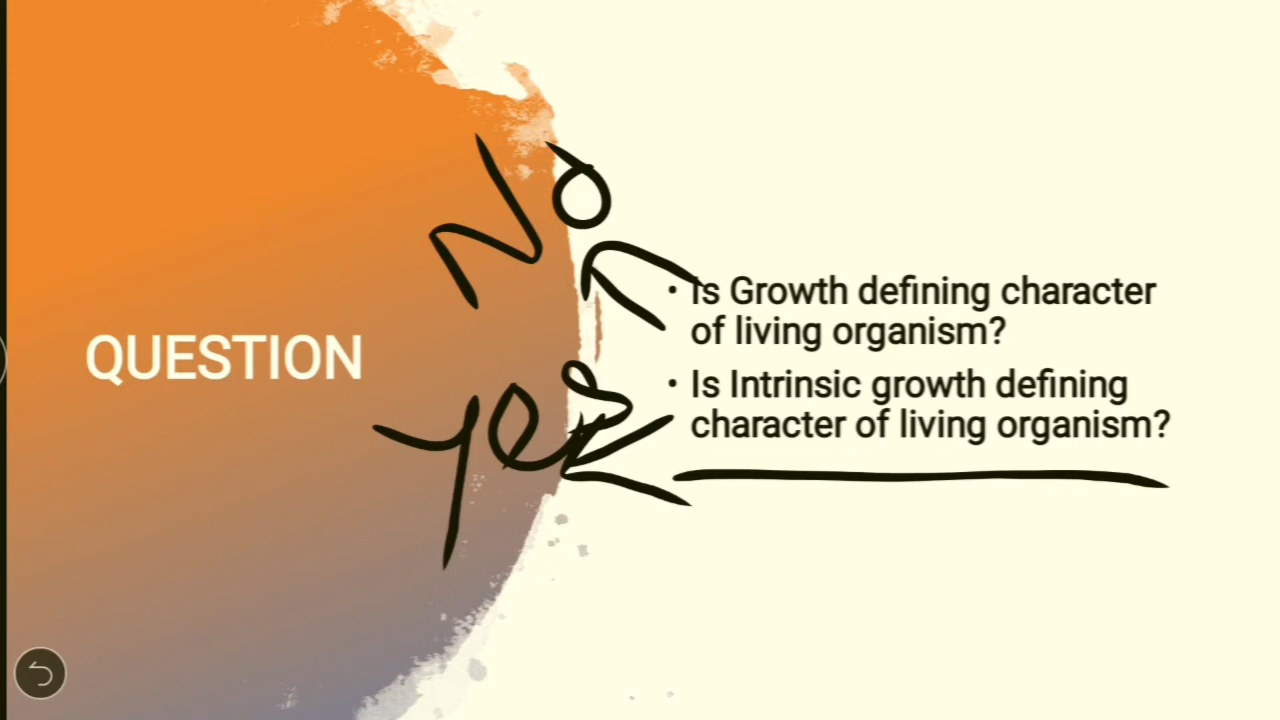 No
QUESTION
• Is Growth defining character
of living organism?
yes
• Is Intrinsic growth defining
character of living organism?